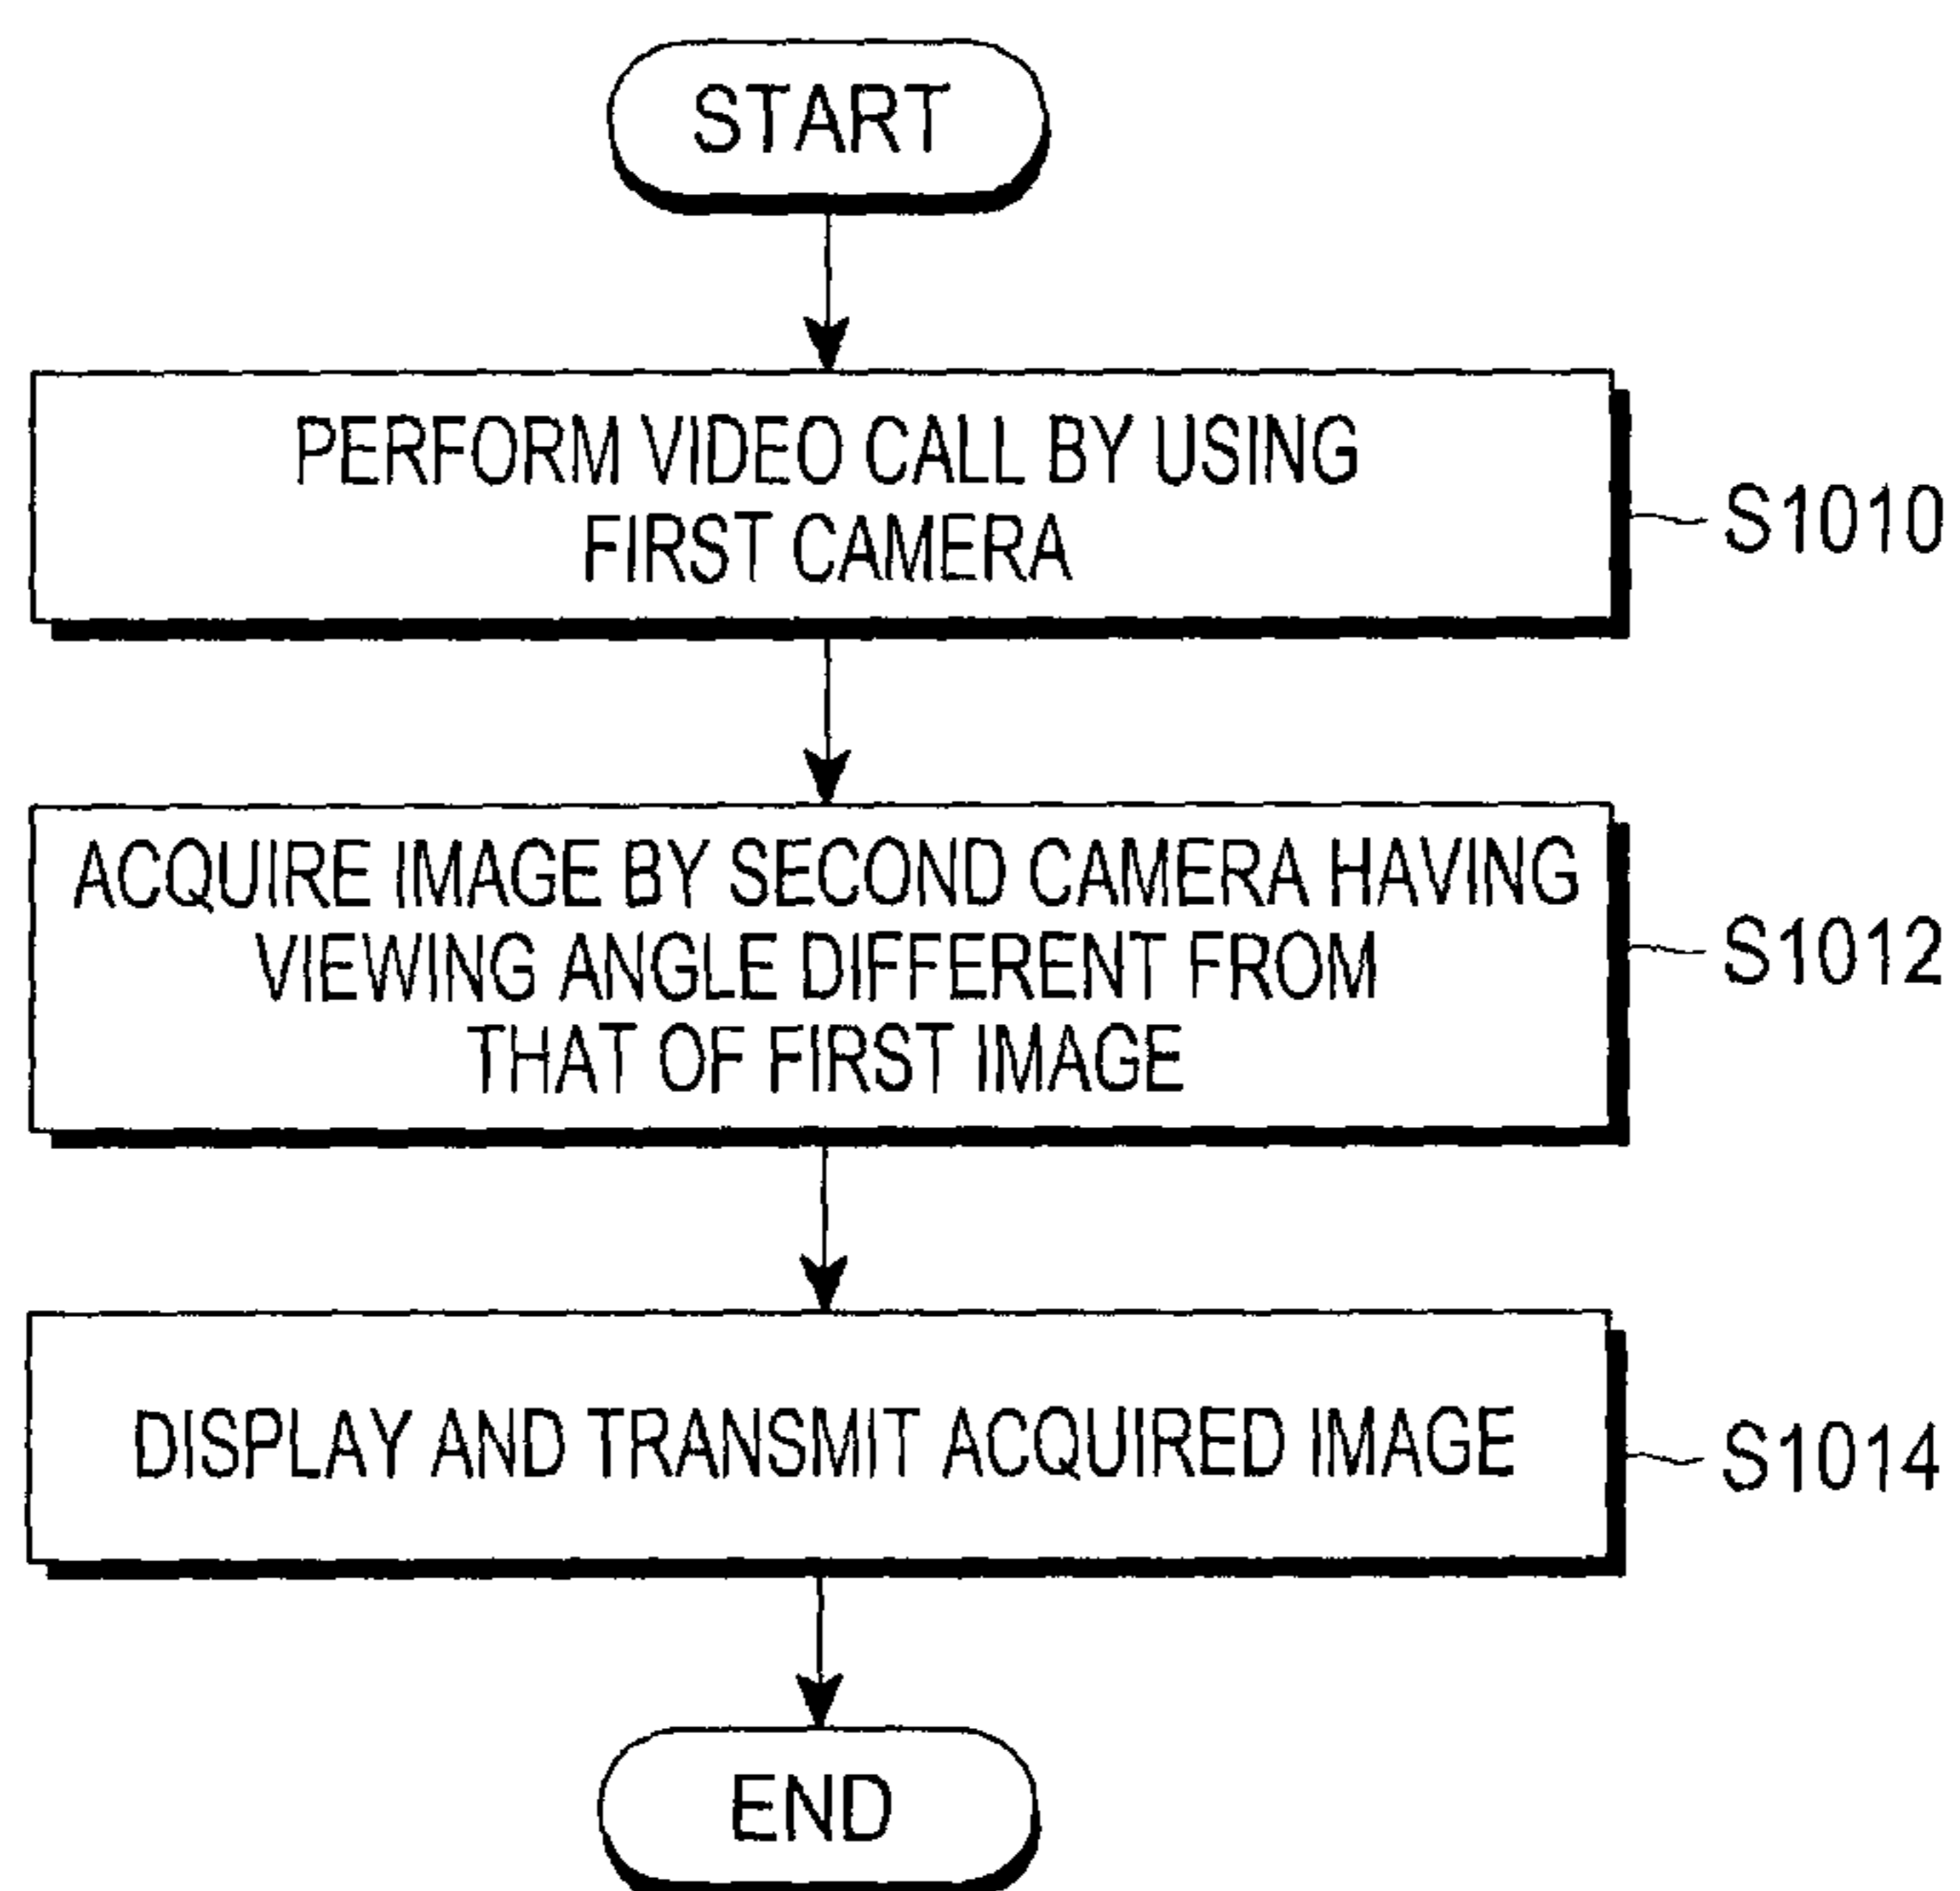 START
PERFORM VIDEO CALL BY USING
FIRST CAMERA
S1010
ACQUIRE IMAGE BY SECOND CAMERA HAVING
VIEWING ANGLE DIFFERENT FROM
THAT OF FIRST IMAGE
S1012
DISPLAY AND TRANSMIT ACQUIRED IMAGE
S1014
END